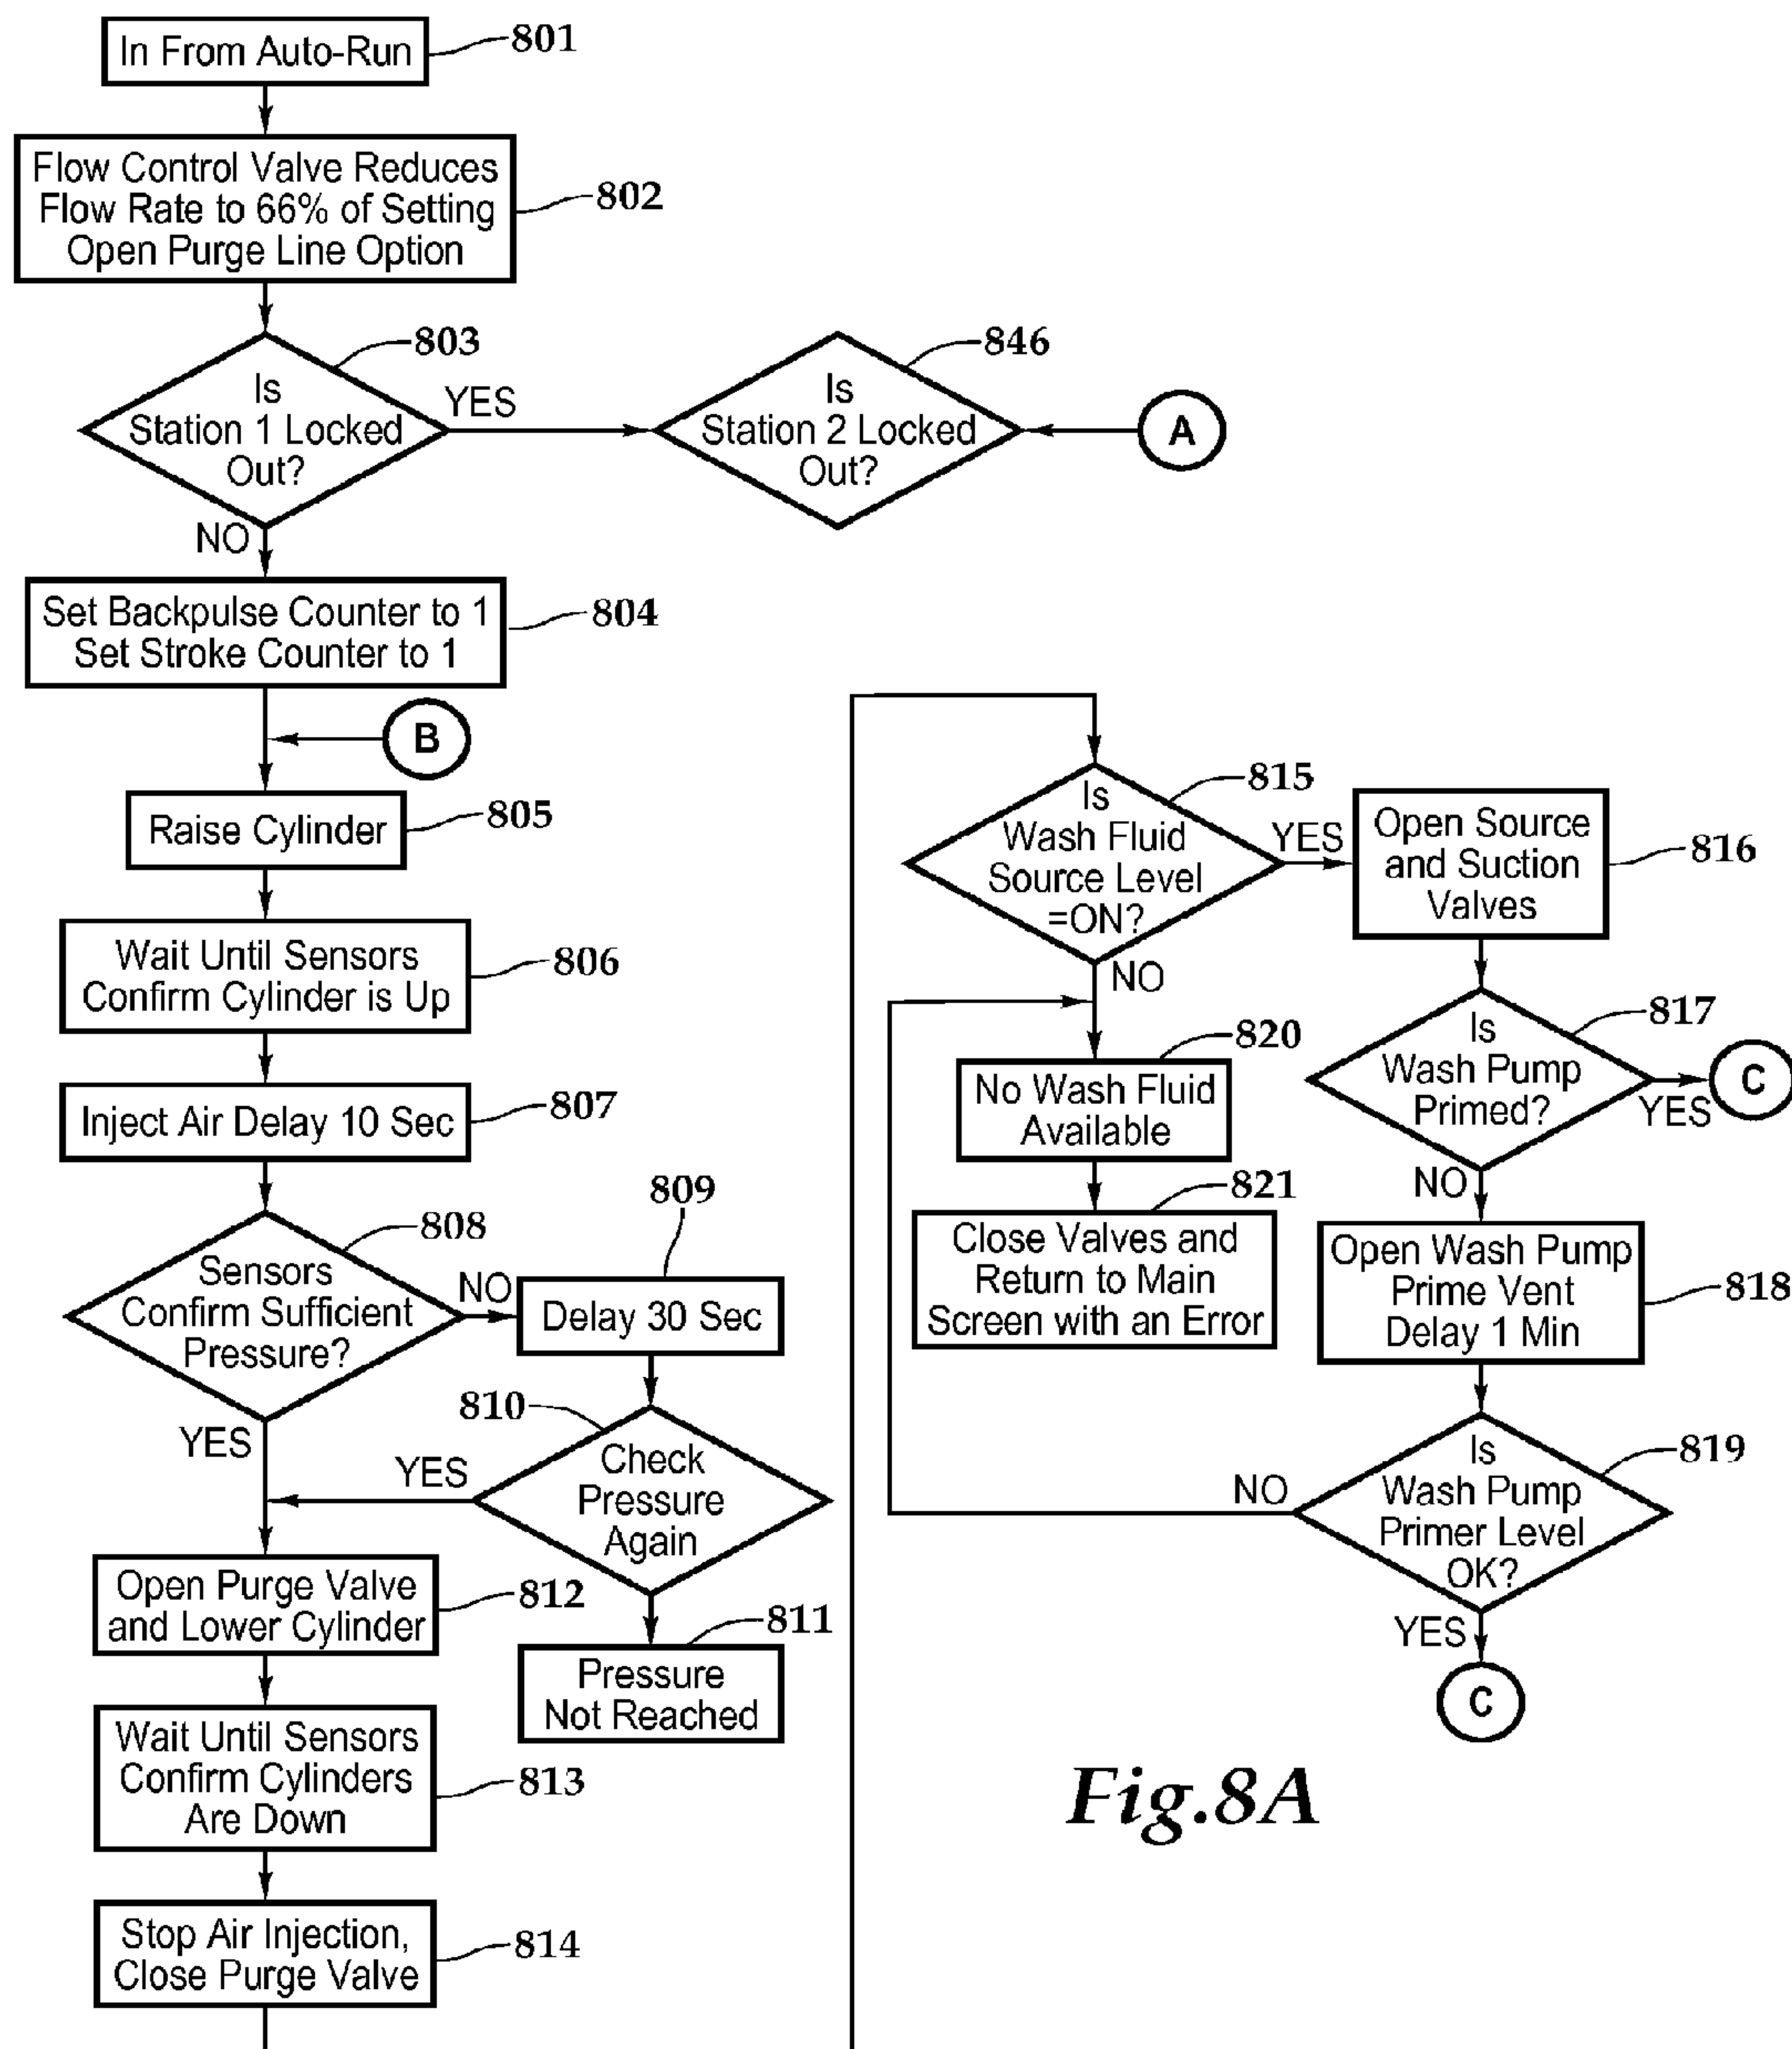 In From Auto-Run
801
Flow Control Valve Reduces
Flow Rate to 66% of Setting
Open Purge Line Option
802
803
Is
Station 1 Locked
Out?
YES
NO
846
Is
Station 2 Locked
Out?
A
Set Backpulse Counter to 1
Set Stroke Counter to 1
804
B
Raise Cylinder
805
Wait Until Sensors
Confirm Cylinder is Up
806
Inject Air Delay 10 Sec
807
808
Sensors
Confirm Sufficient
Pressure?
NO
YES
809
Delay 30 Sec
810
Check
Pressure
Again
YES
811
Pressure
Not Reached
Open Purge Valve
and Lower Cylinder
812
Wait Until Sensors
Confirm Cylinders
Are Down
813
Stop Air Injection,
Close Purge Valve
814
815
Is
Wash Fluid
Source Level
=ON?
YES
NO
Open Source
and Suction
Valves
816
817
Is
Wash Pump
Primed?
YES
C
NO
820
No Wash Fluid
Available
821
Close Valves and
Return to Main
Screen with an Error
Open Wash Pump
Prime Vent
Delay 1 Min
818
819
Is
Wash Pump
Primer Level
OK?
NO
YES
C
Fig.8A